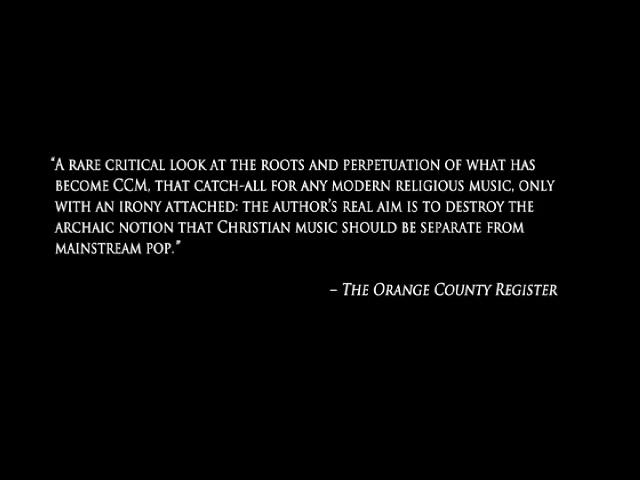 “A rare critical look at the roots and perpetuation of what has
become CCM, that catch-all for any modern religious music, only
with an irony attached: the author’s real aim is to destroy the
archaic notion that Christian music should be separate from
mainstream pop.”
– The Orange County Register